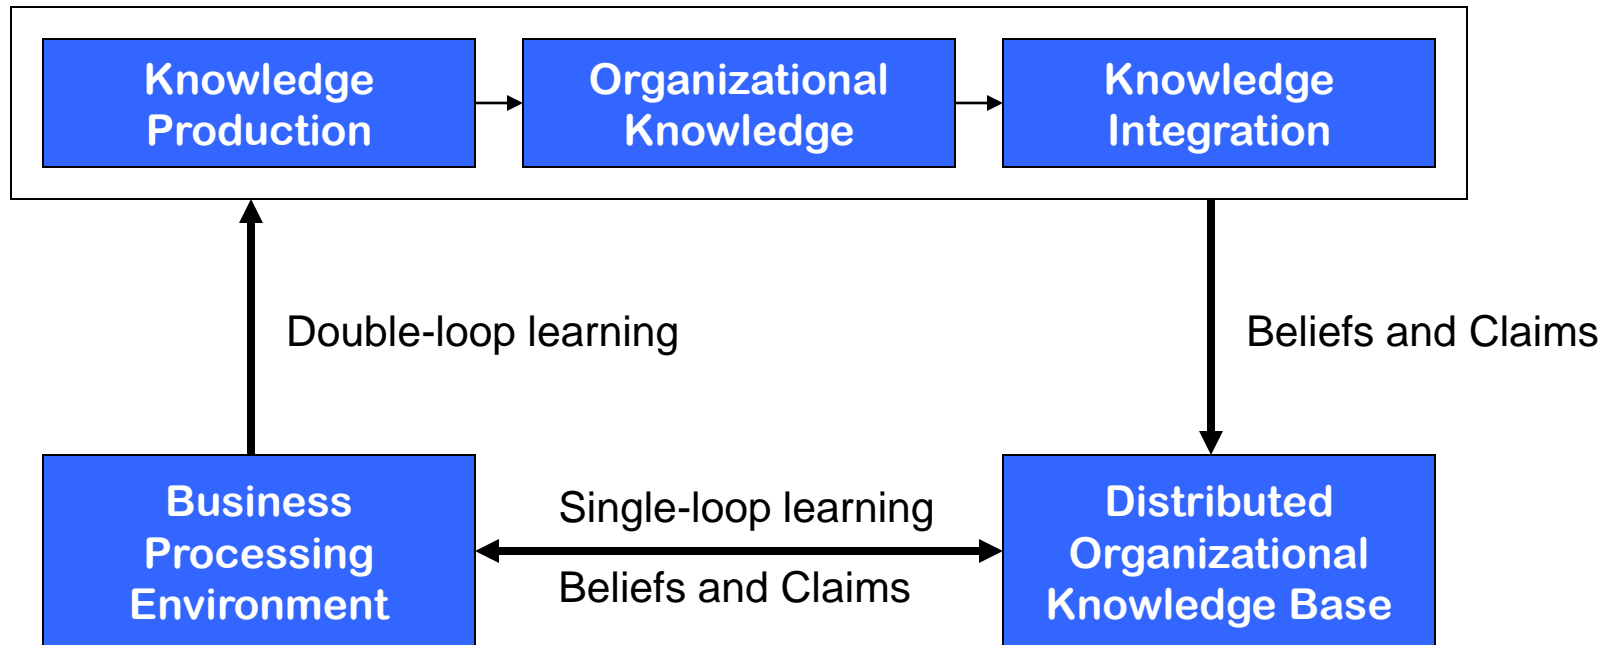 Knowledge
Production
Organizational
Knowledge
Knowledge
Integration
Double-loop learning
Beliefs and Claims
Business
Processing
Environment
Single-loop learning
Beliefs and Claims
Distributed
Organizational
Knowledge Base